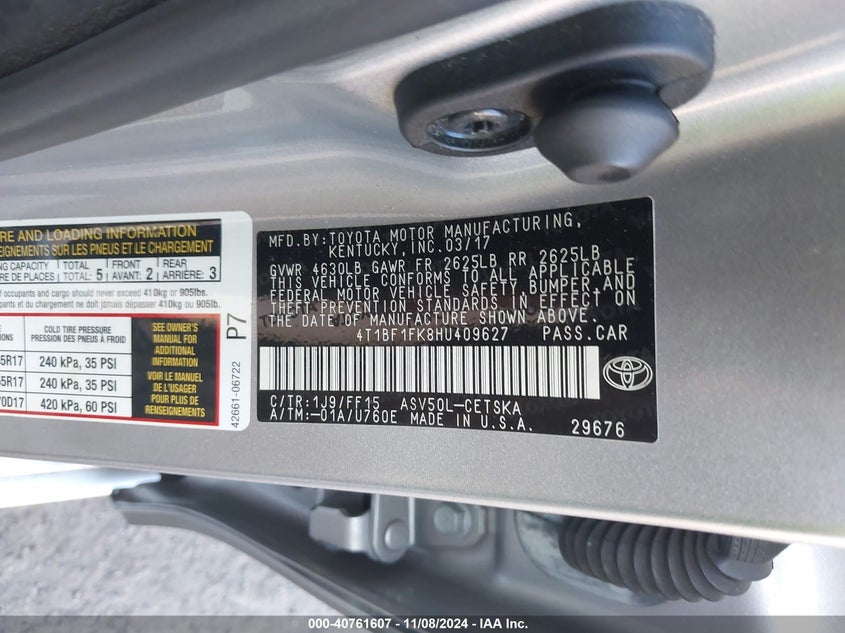 RE AND LOADING INFORMATION
SEIGNEMENTS SUR LES PNEUS ET LE CHARGEMENT
NG CAPACITY TOTAL 5 FRONT 2 REAR 3
RE DE PLACES: TOTAL: AVANT: ARRIÈRE:
of occupants and cargo should never exceed 410kg or 905lbs.
occupants et du chargement ne doit jamais dépasser 410kg ou 905lb.
COLD TIRE PRESSURE
PRESSION DES PNEUS À FROID
5R17 240 kPa, 35 PSI
5R17 240 kPa, 35 PSI
70D17 420 kPa, 60 PSI
SEE OWNER'S
MANUAL FOR
ADDITIONAL
INFORMATION
VOIR LE MANUEL
DE L'USAGER
POUR PLUS DE
RENSEIGNEMENTS
P7
42661-06722
MFD.BY:TOYOTA MOTOR MANUFACTURING,
KENTUCKY,INC.03/17
GVWR 4630LB GAWR FR 2625LB RR 2625LB
THIS VEHICLE CONFORMS TO ALL APPLICABLE
FEDERAL MOTOR VEHICLE SAFETY,BUMPER,AND
THEFT PREVENTION STANDARDS IN EFFECT ON
THE DATE OF MANUFACTURE SHOWN ABOVE.
4T1BF1FK8HU409627 PASS.CAR
C/TR:1J9/FF15 ASV50L-CETSKA
A/TM:-01A/U760E MADE IN U.S.A.
29676
000-40761607 - 11/08/2024 - IAA Inc.